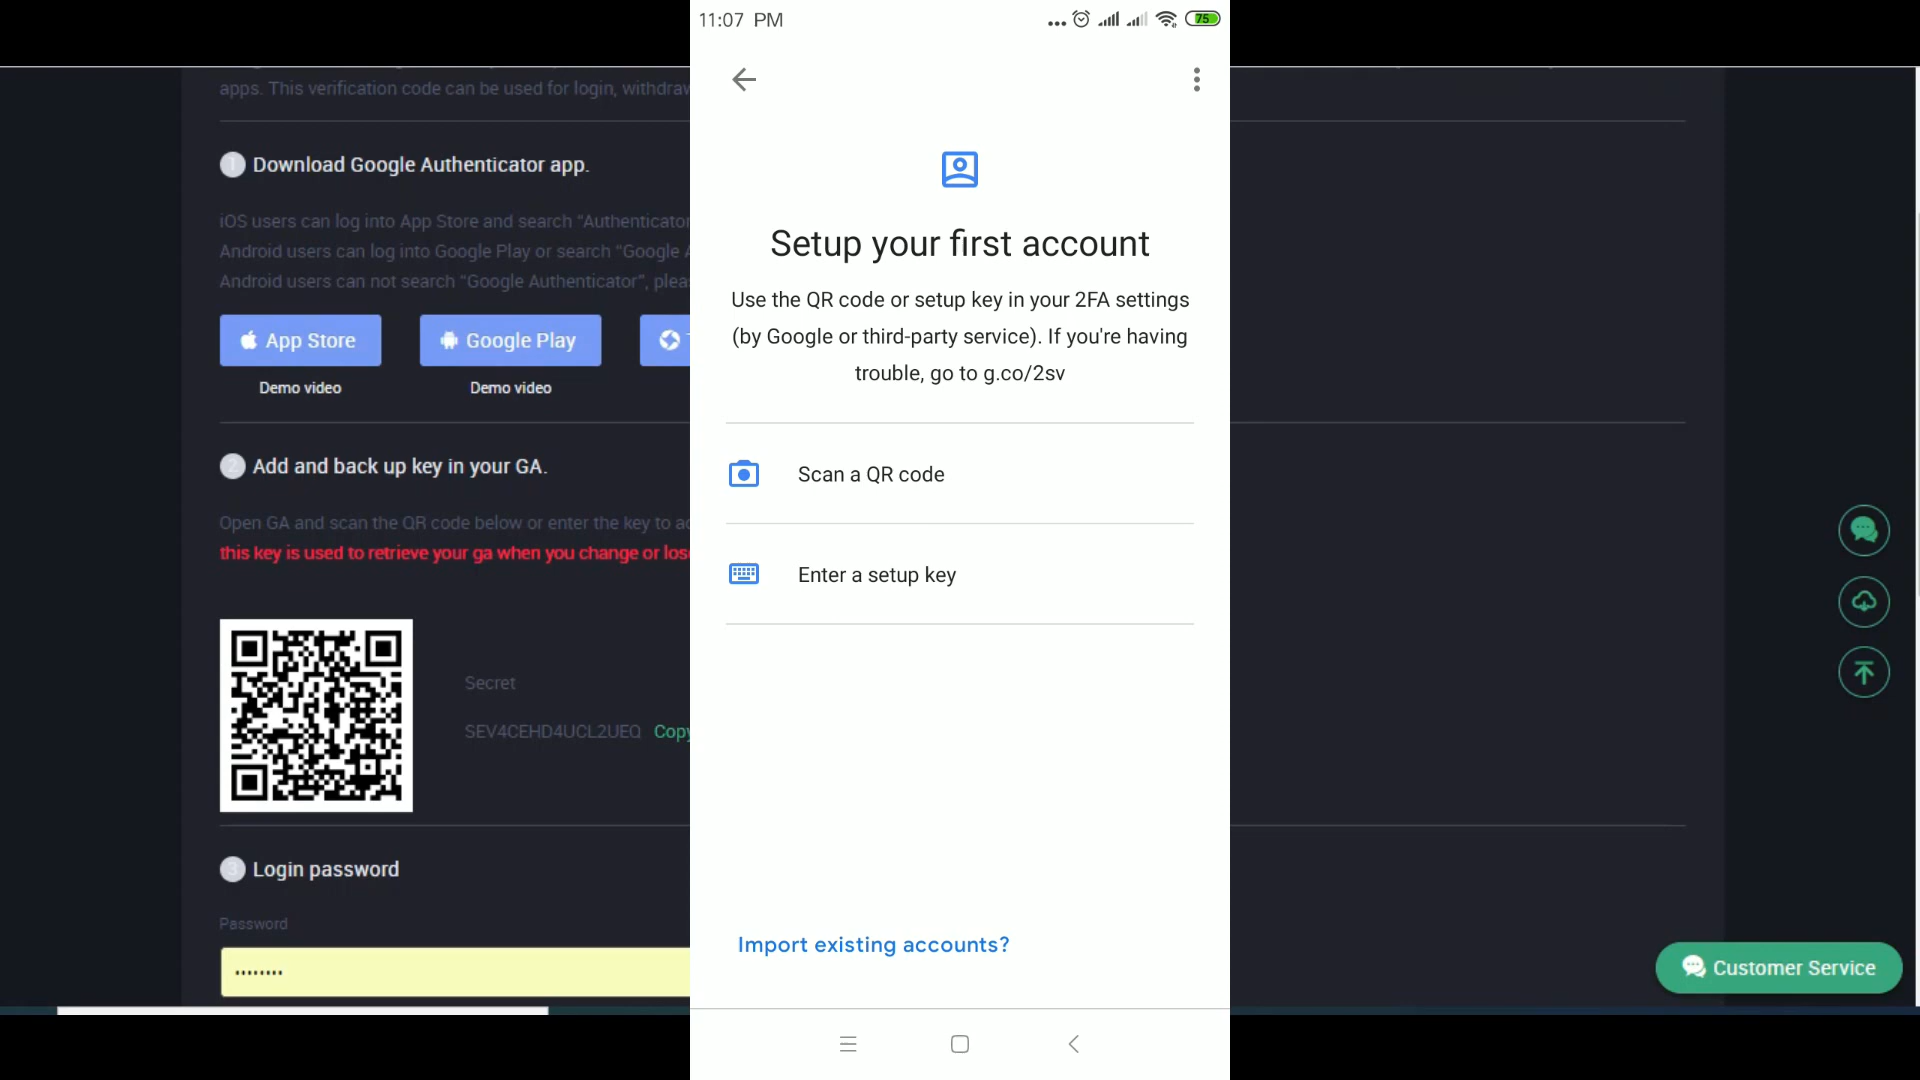 11:07 PM
75
apps. This verification code can be used for login, withdraw
1 Download Google Authenticator app.
iOS users can log into App Store and search “Authenticator
Android users can log into Google Play or search “Google A
Android users can not search “Google Authenticator”, plea
App Store
Google Play
Demo video
Demo video
2 Add and back up key in your GA.
Open GA and scan the QR code below or enter the key to ad
this key is used to retrieve your ga when you change or lose
Secret
SEV4CEHD4UCL2UEQ Copy
3 Login password
Password
Setup your first account
Use the QR code or setup key in your 2FA settings
(by Google or third-party service). If you're having
trouble, go to g.co/2sv
Scan a QR code
Enter a setup key
Import existing accounts?
Customer Service